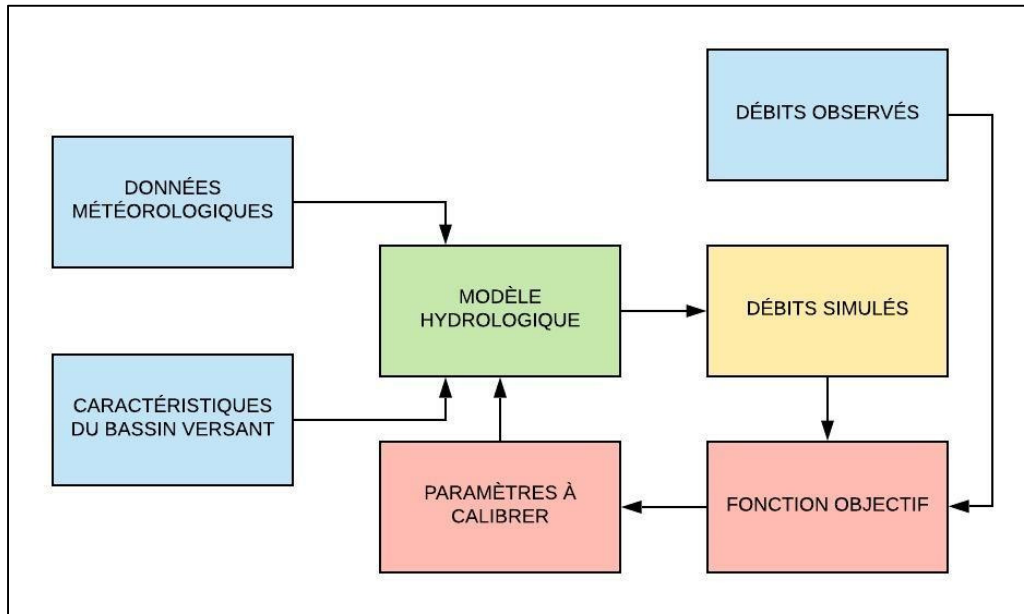 DÉBITS OBSERVÉS
DONNÉES
MÉTÉOROLOGIQUES
MODÈLE
HYDROLOGIQUE
DÉBITS SIMULÉS
CARACTÉRISTIQUES
DU BASSIN VERSANT
PARAMÈTRES À
CALIBRER
FONCTION OBJECTIF